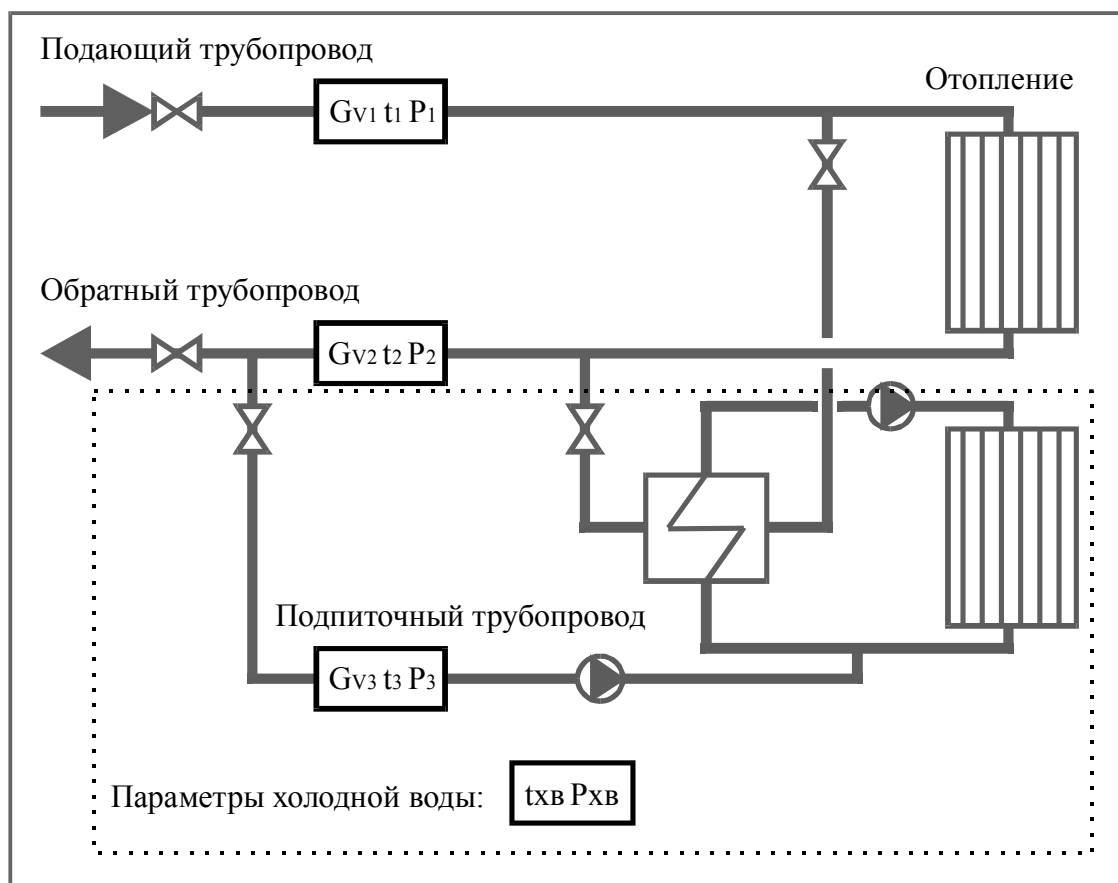 Подающий трубопровод
Отопление
GV1 t1 P1
Обратный трубопровод
GV2 t2 P2
Подпиточный трубопровод
GV3 t3 P3
Параметры холодной воды:
tхв Pхв